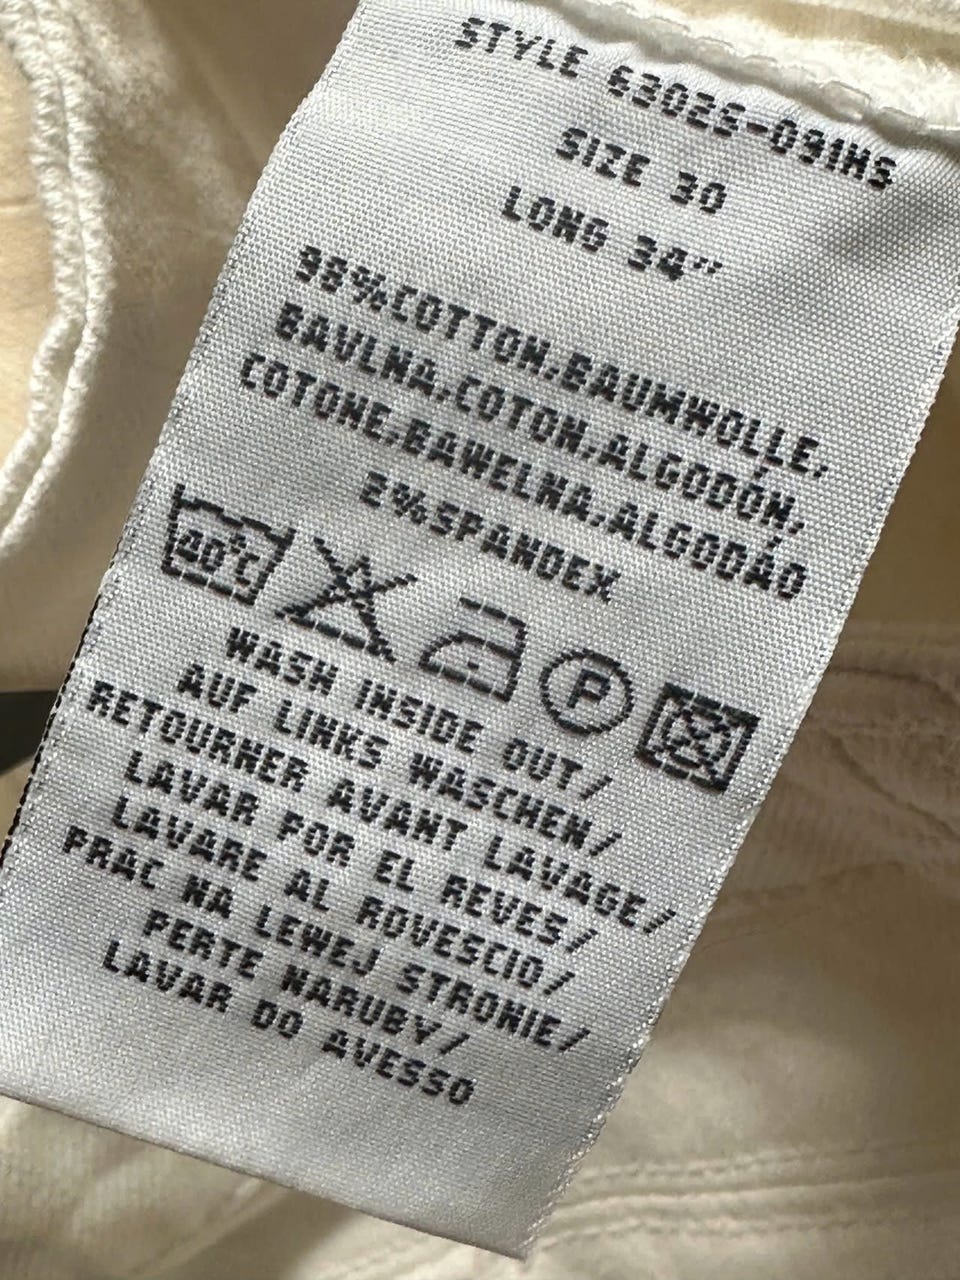 STYLE 6302S-091HS
SIZE 30
LONG 34"
98%COTTON,BAUMWOLLE,
BAVLNA,COTON,ALGODÓN,
COTONE,BAWELNA,ALGODÃO
2%SPANDEX
40°C P
WASH INSIDE OUT/
AUF LINKS WASCHEN/
RETOURNER AVANT LAVAGE/
LAVAR POR EL REVES/
LAVARE AL ROVESCIO/
PRAC NA LEWEJ STRONIE/
PERTE NARUBY/
LAVAR DO AVESSO